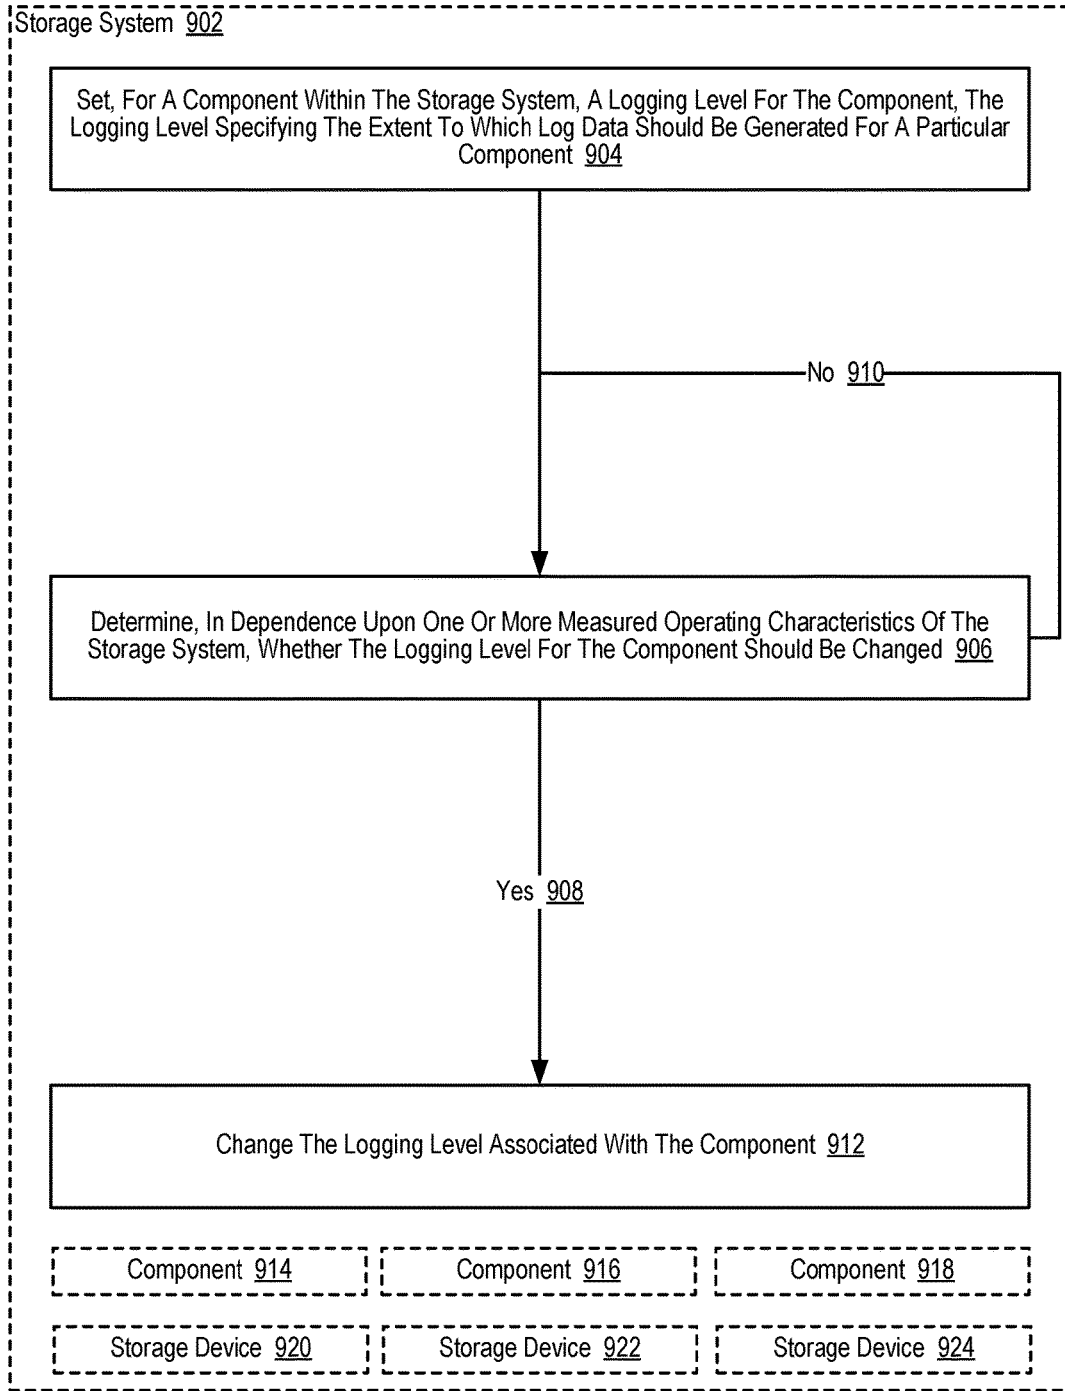 Storage System 902
Set, For A Component Within The Storage System, A Logging Level For The Component, The
Logging Level Specifying The Extent To Which Log Data Should Be Generated For A Particular
Component 904
No 910
Determine, In Dependence Upon One Or More Measured Operating Characteristics Of The
Storage System, Whether The Logging Level For The Component Should Be Changed 906
Yes 908
Change The Logging Level Associated With The Component 912
Component 914
Component 916
Component 918
Storage Device 920
Storage Device 922
Storage Device 924